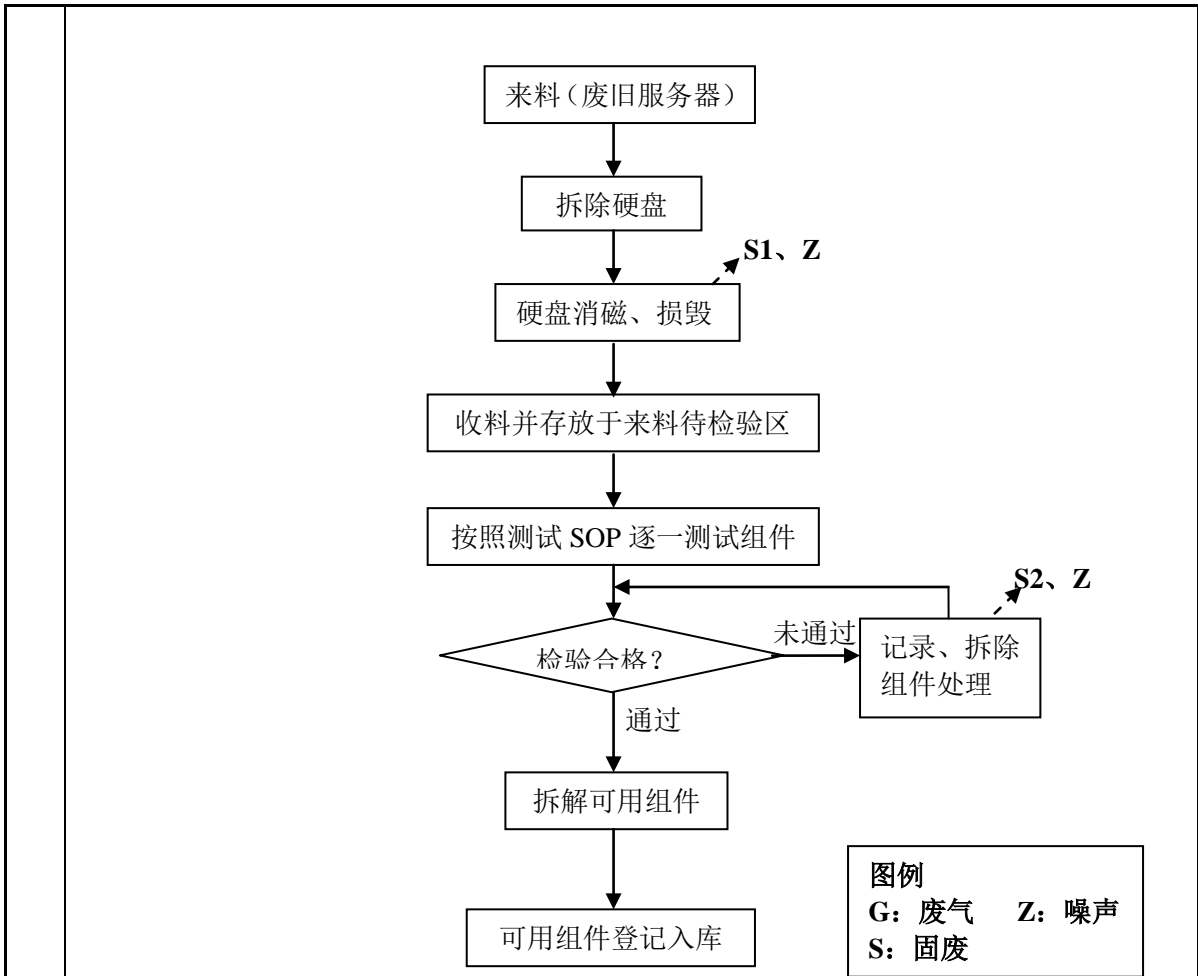 来料（废旧服务器）
拆除硬盘
S1、Z
硬盘消磁、损毁
收料并存放于来料待检验区
按照测试 SOP 逐一测试组件
S2、Z
检验合格？
未通过
记录、拆除
组件处理
通过
拆解可用组件
可用组件登记入库
图例
G：废气 Z：噪声
S：固废